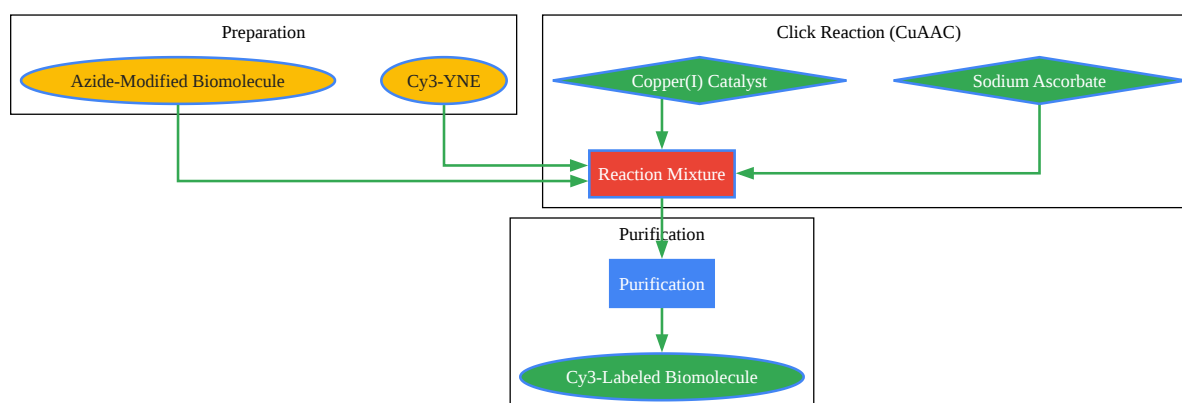 Preparation
Click Reaction (CuAAC)
Azide-Modified Biomolecule
Cy3-YNE
Copper(I) Catalyst
Sodium Ascorbate
Reaction Mixture
Purification
Purification
Cy3-Labeled Biomolecule